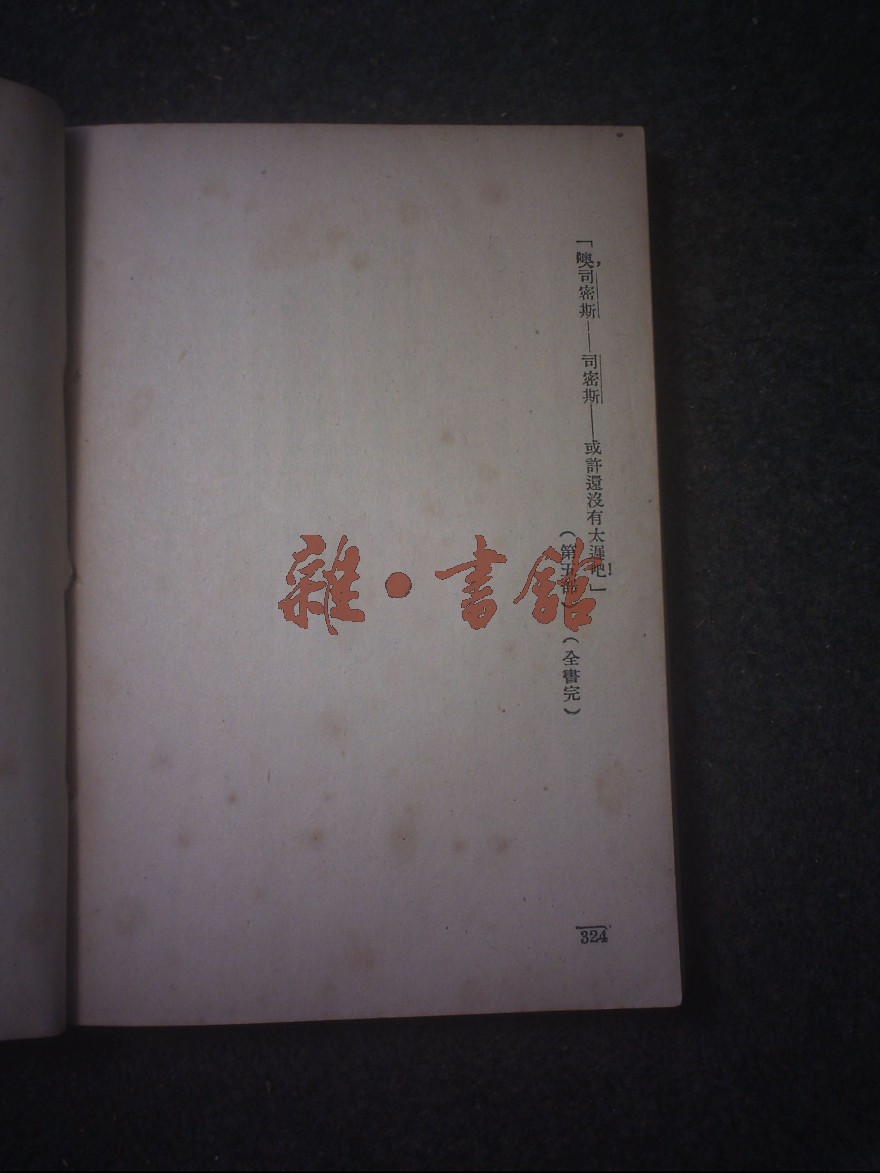 「噢，司密斯——司密斯——或許還沒有太遲吧！」
（第五部）（全書完）
雜・書館
324